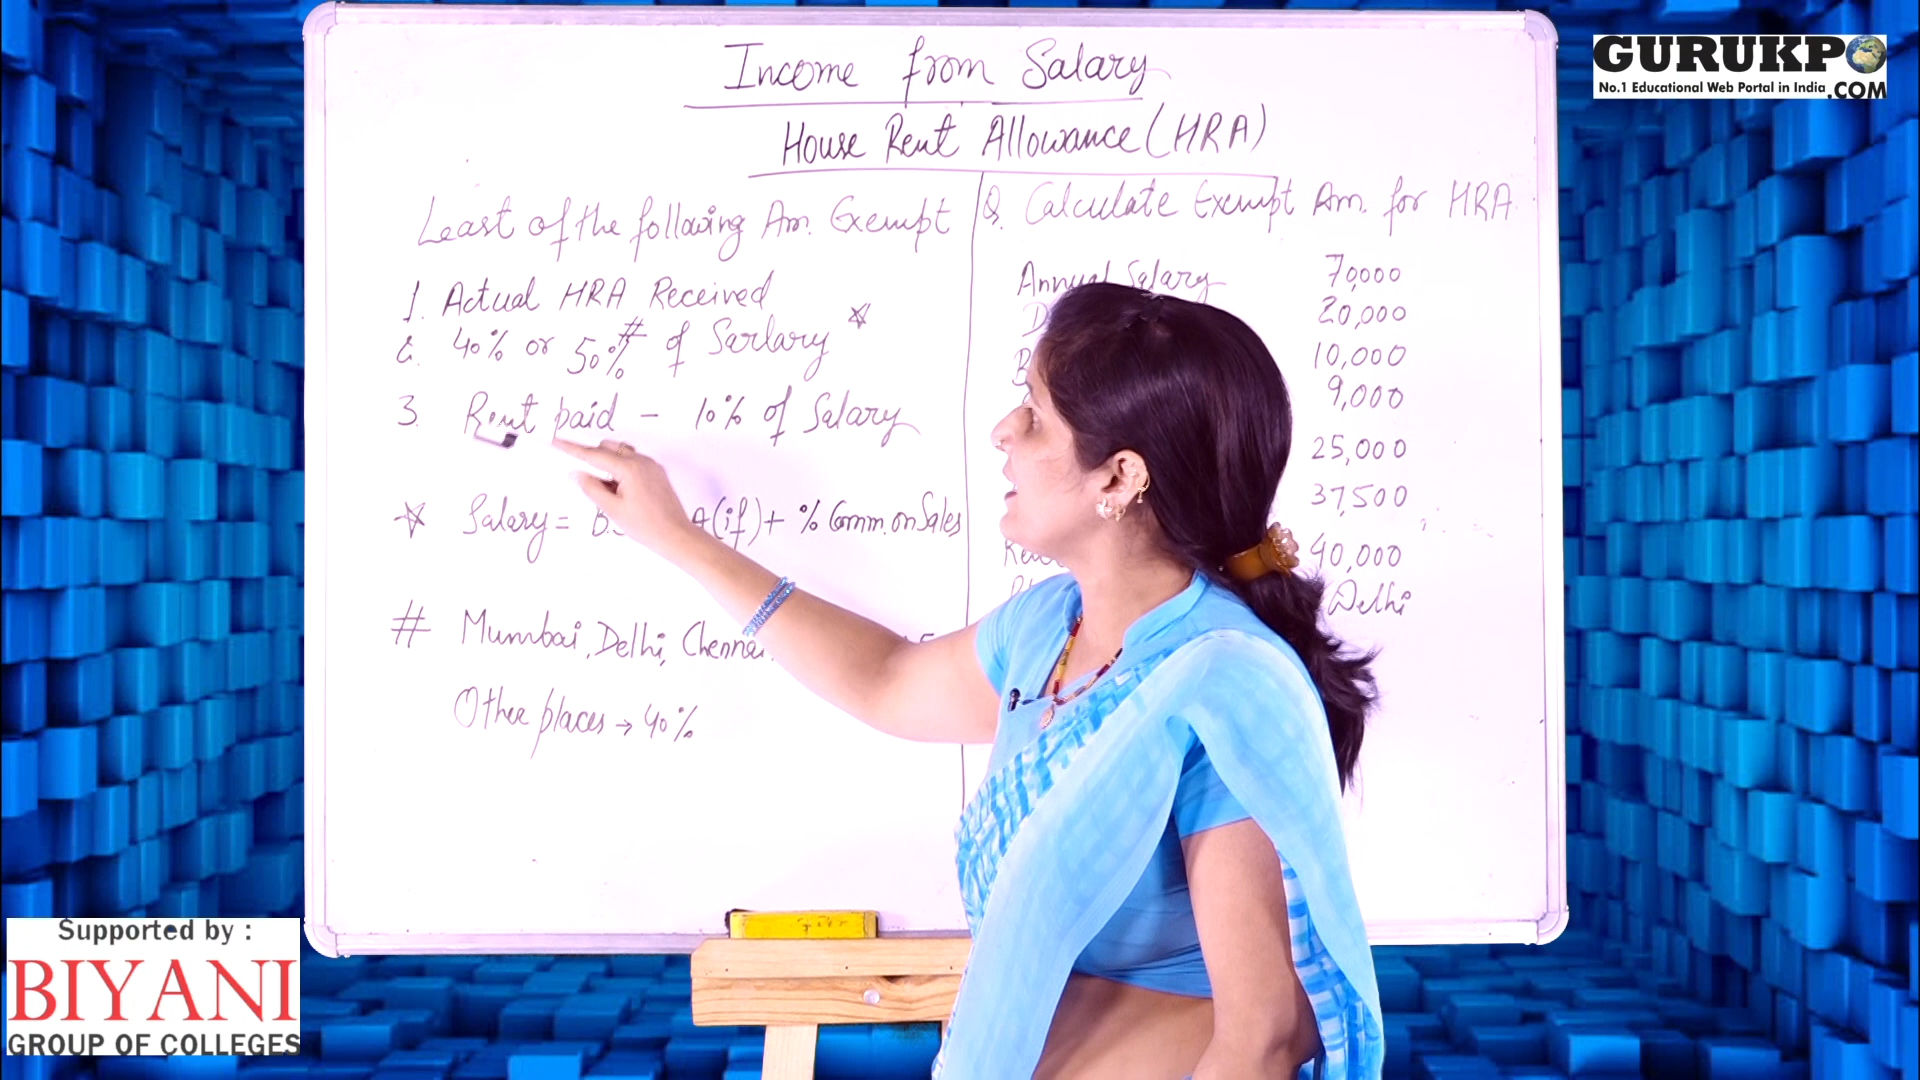 Income from Salary
House Rent Allowance (HRA)
Least of the following Am. Exempt
1. Actual HRA Received
2. 40% or 50%# of Sarlary ☆
3. Rent paid - 10% of Salary
☆ Salary = B.S (if) + % Comm. on Sales
# Mumbai, Delhi, Chennai
Other places → 40%
Q. Calculate Exempt Am. for HRA
Annual Salary 70,000
20,000
10,000
9,000
25,000
37,500
40,000
Delhi
GURUKPO
No.1 Educational Web Portal in India .COM
Supported by :
BIYANI
GROUP OF COLLEGES